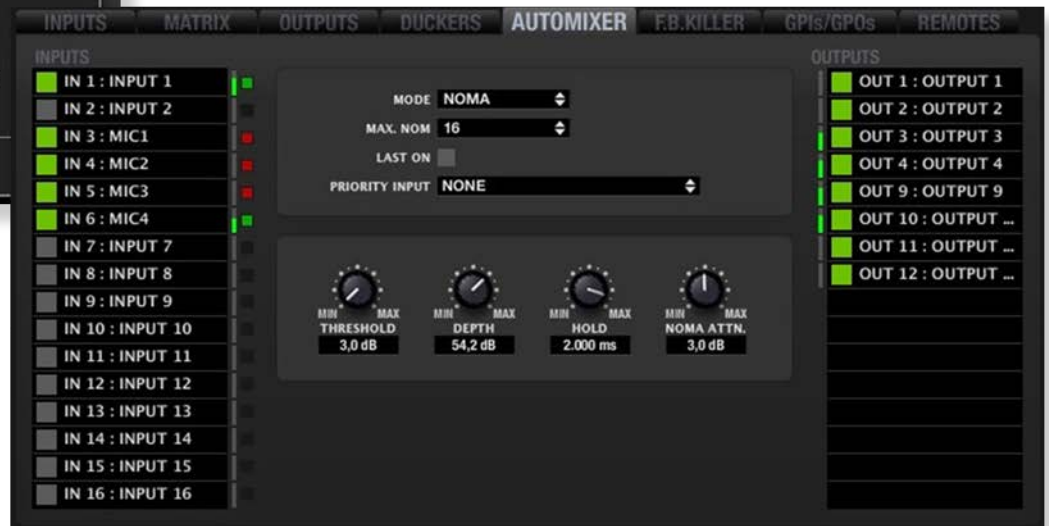 INPUTS MATRIX OUTPUTS DUCKERS AUTOMIXER F.B.KILLER GPIs/GPOs REMOTES
INPUTS
IN 1 : INPUT 1
IN 2 : INPUT 2
IN 3 : MIC1
IN 4 : MIC2
IN 5 : MIC3
IN 6 : MIC4
IN 7 : INPUT 7
IN 8 : INPUT 8
IN 9 : INPUT 9
IN 10 : INPUT 10
IN 11 : INPUT 11
IN 12 : INPUT 12
IN 13 : INPUT 13
IN 14 : INPUT 14
IN 15 : INPUT 15
IN 16 : INPUT 16
MODE NOMA
MAX. NOM 16
LAST ON
PRIORITY INPUT NONE
MIN MAX MIN MAX MIN MAX MIN MAX
THRESHOLD DEPTH HOLD NOMA ATTN.
3,0 dB 54,2 dB 2.000 ms 3,0 dB
OUTPUTS
OUT 1 : OUTPUT 1
OUT 2 : OUTPUT 2
OUT 3 : OUTPUT 3
OUT 4 : OUTPUT 4
OUT 9 : OUTPUT 9
OUT 10 : OUTPUT ...
OUT 11 : OUTPUT ...
OUT 12 : OUTPUT ...